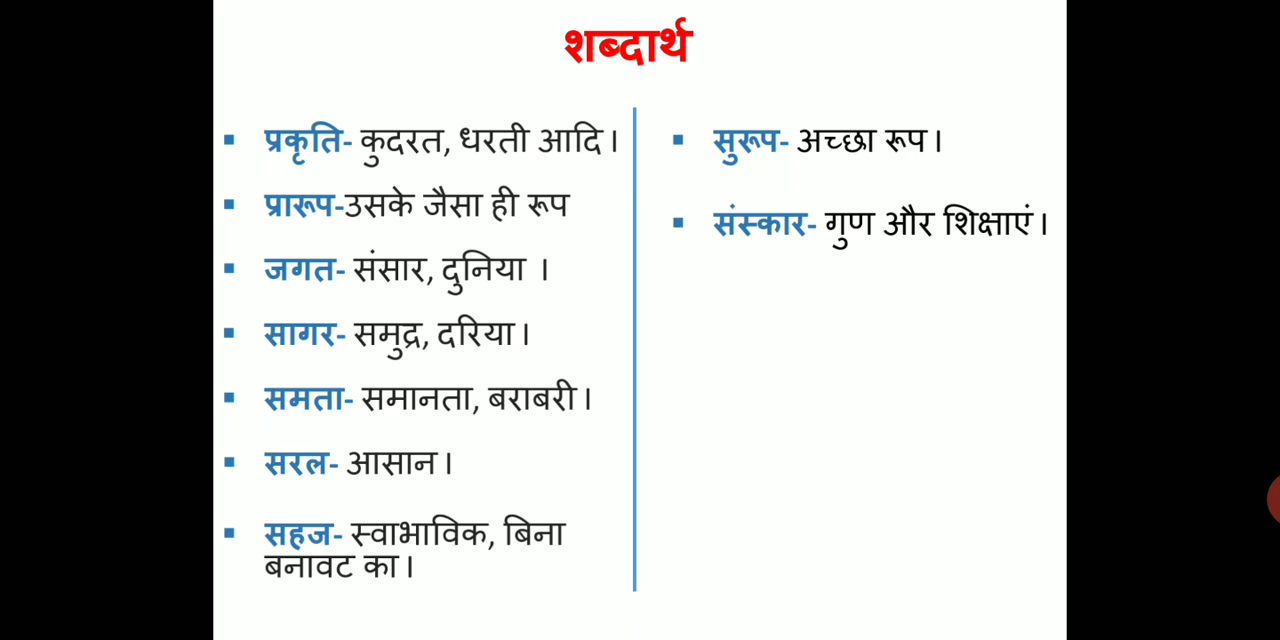 शब्दार्थ
प्रकृति- कुदरत, धरती आदि।
प्रारूप-उसके जैसा ही रूप
जगत- संसार, दुनिया ।
सागर- समुद्र, दरिया।
समता- समानता, बराबरी।
सरल- आसान।
सहज- स्वाभाविक, बिना
बनावट का।
सुरूप- अच्छा रूप।
संस्कार- गुण और शिक्षाएं।